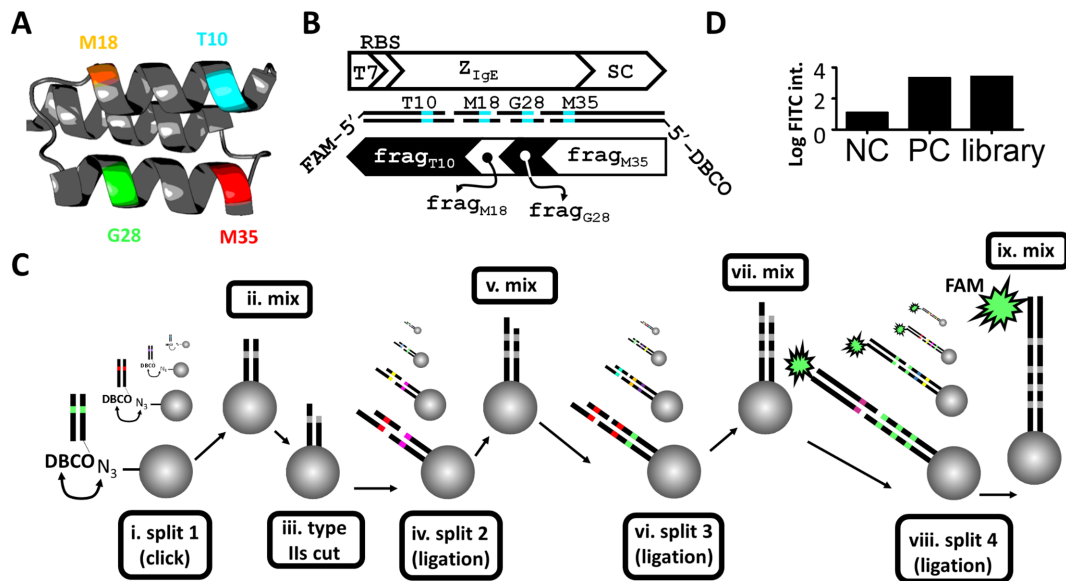 A
M18
T10
G28
M35
B
RBS
T7
ZIgE
SC
T10 M18 G28 M35
FAM-5′
5′-DBCO
fragT10
fragM35
fragM18
fragG28
D
Log FITC int.
4
2
0
NC PC library
C
ii. mix
v. mix
vii. mix
ix. mix
FAM
DBCO N3
DBCO N3
DBCO N3
i. split 1
(click)
iii. type
IIs cut
iv. split 2
(ligation)
vi. split 3
(ligation)
viii. split 4
(ligation)